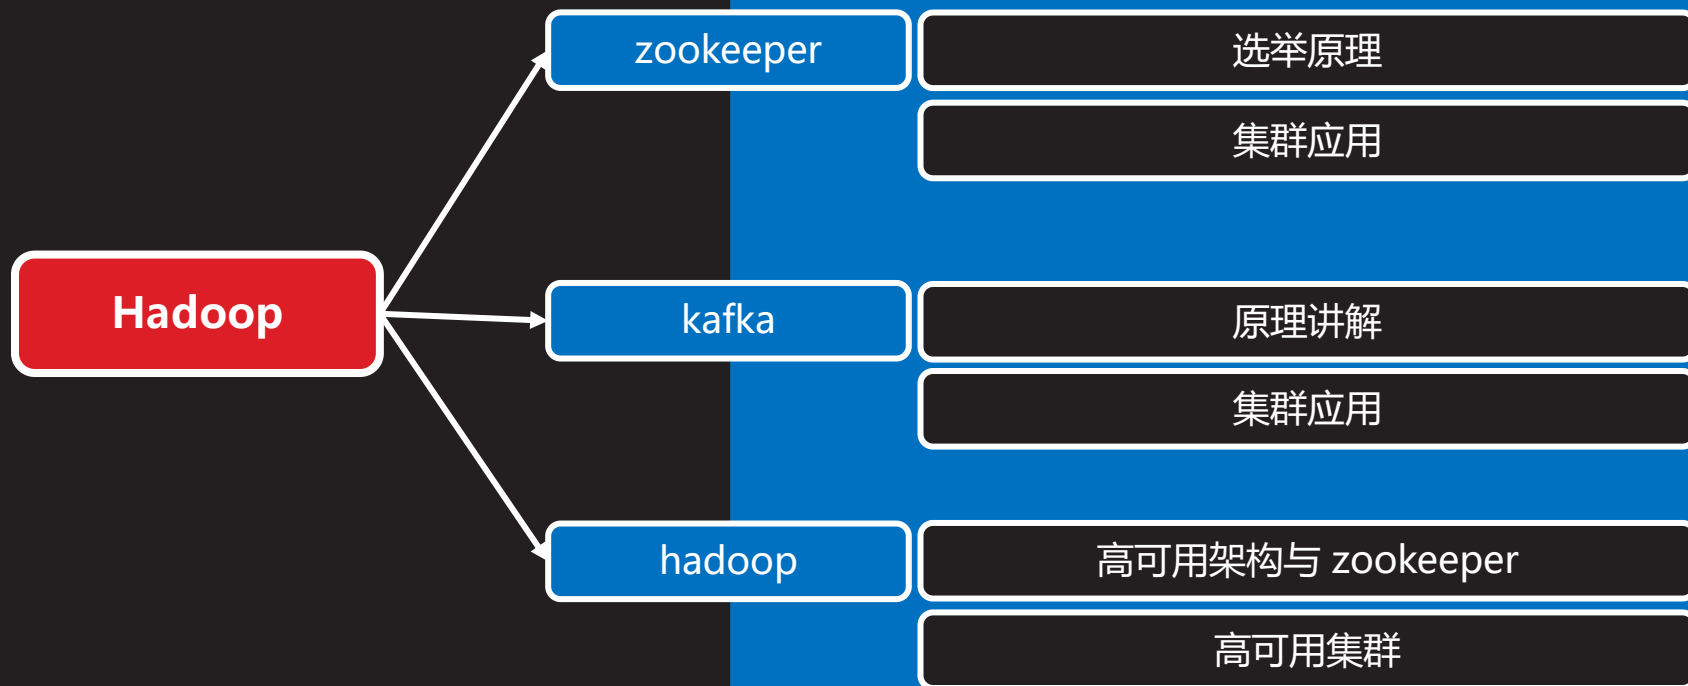 Hadoop
zookeeper
选举原理
集群应用
kafka
原理讲解
集群应用
hadoop
高可用架构与 zookeeper
高可用集群